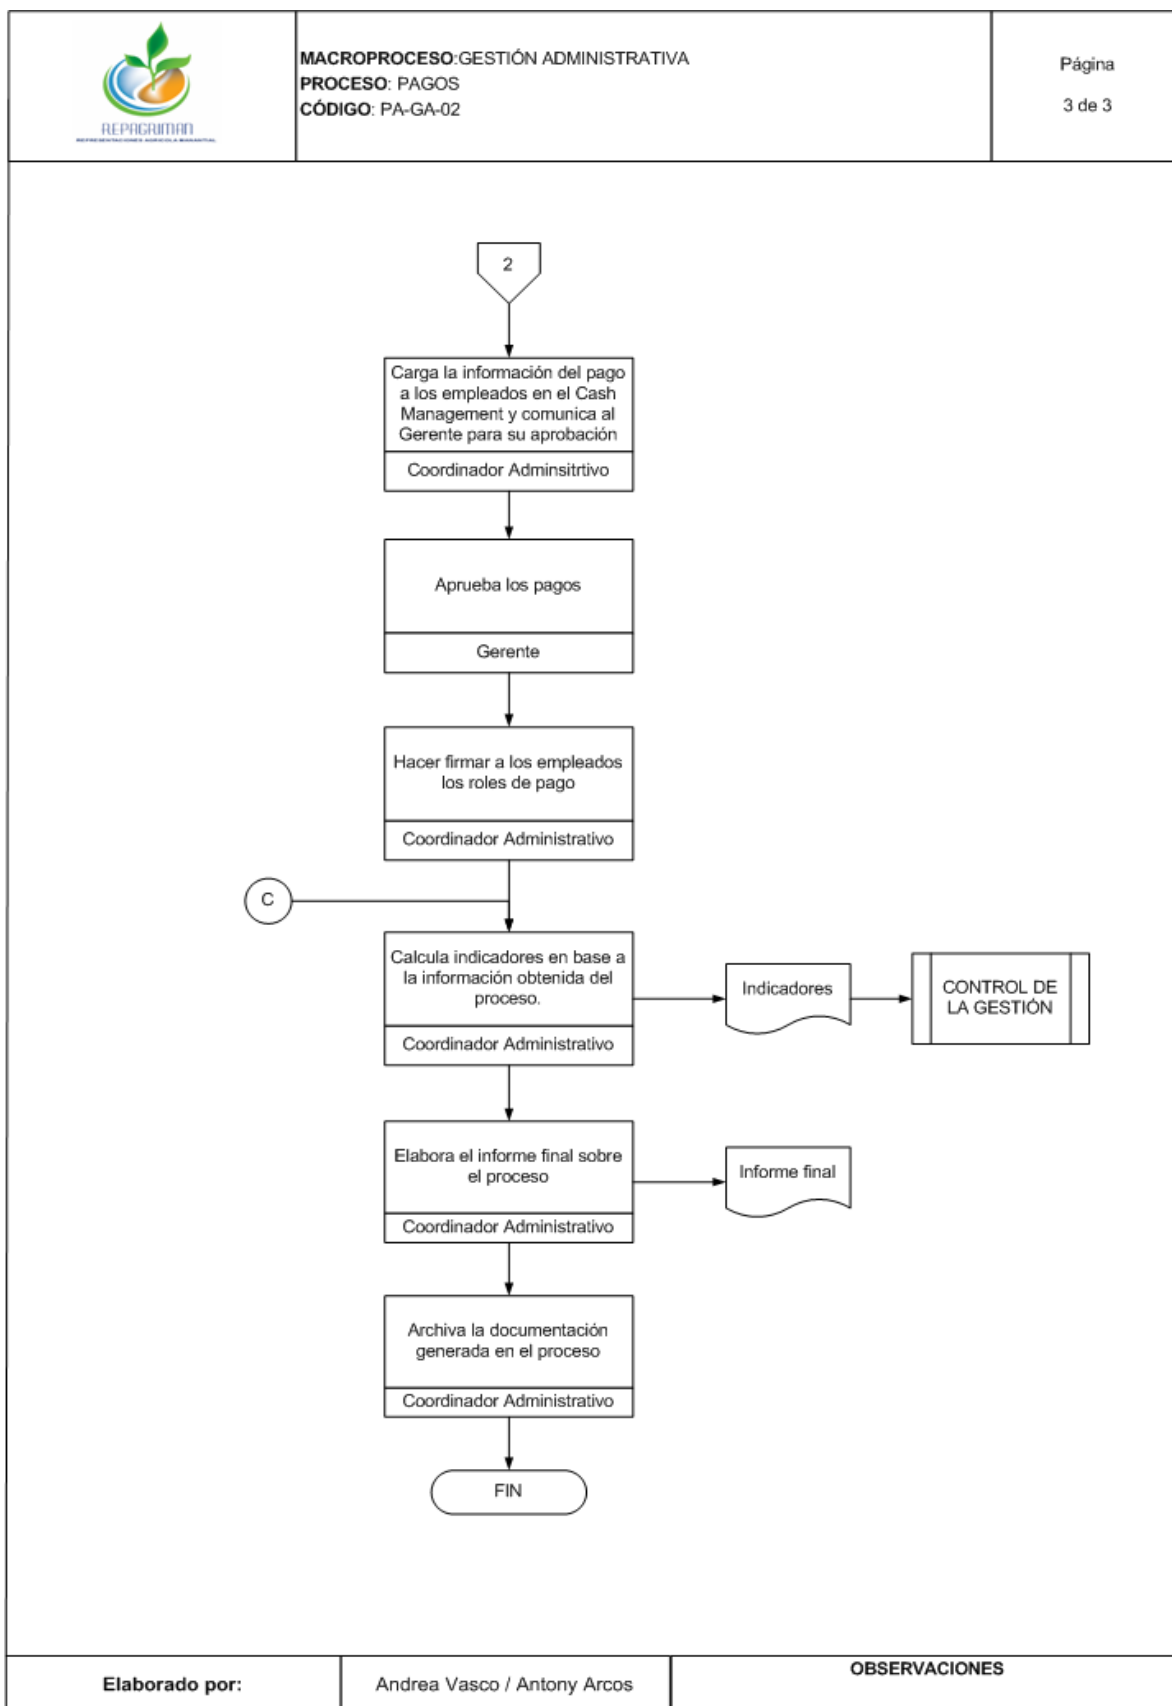 REPAGRIMAN
REPRESENTACIONES AGRICOLA MANANTIAL
MACROPROCESO:GESTIÓN ADMINISTRATIVA
PROCESO: PAGOS
CÓDIGO: PA-GA-02
Página
3 de 3
2
Carga la información del pago
a los empleados en el Cash
Management y comunica al
Gerente para su aprobación
Coordinador Adminsitrtivo
Aprueba los pagos
Gerente
Hacer firmar a los empleados
los roles de pago
Coordinador Administrativo
C
Calcula indicadores en base a
la información obtenida del
proceso.
Coordinador Administrativo
Indicadores
CONTROL DE
LA GESTIÓN
Elabora el informe final sobre
el proceso
Coordinador Administrativo
Informe final
Archiva la documentación
generada en el proceso
Coordinador Administrativo
FIN
Elaborado por:
Andrea Vasco / Antony Arcos
OBSERVACIONES